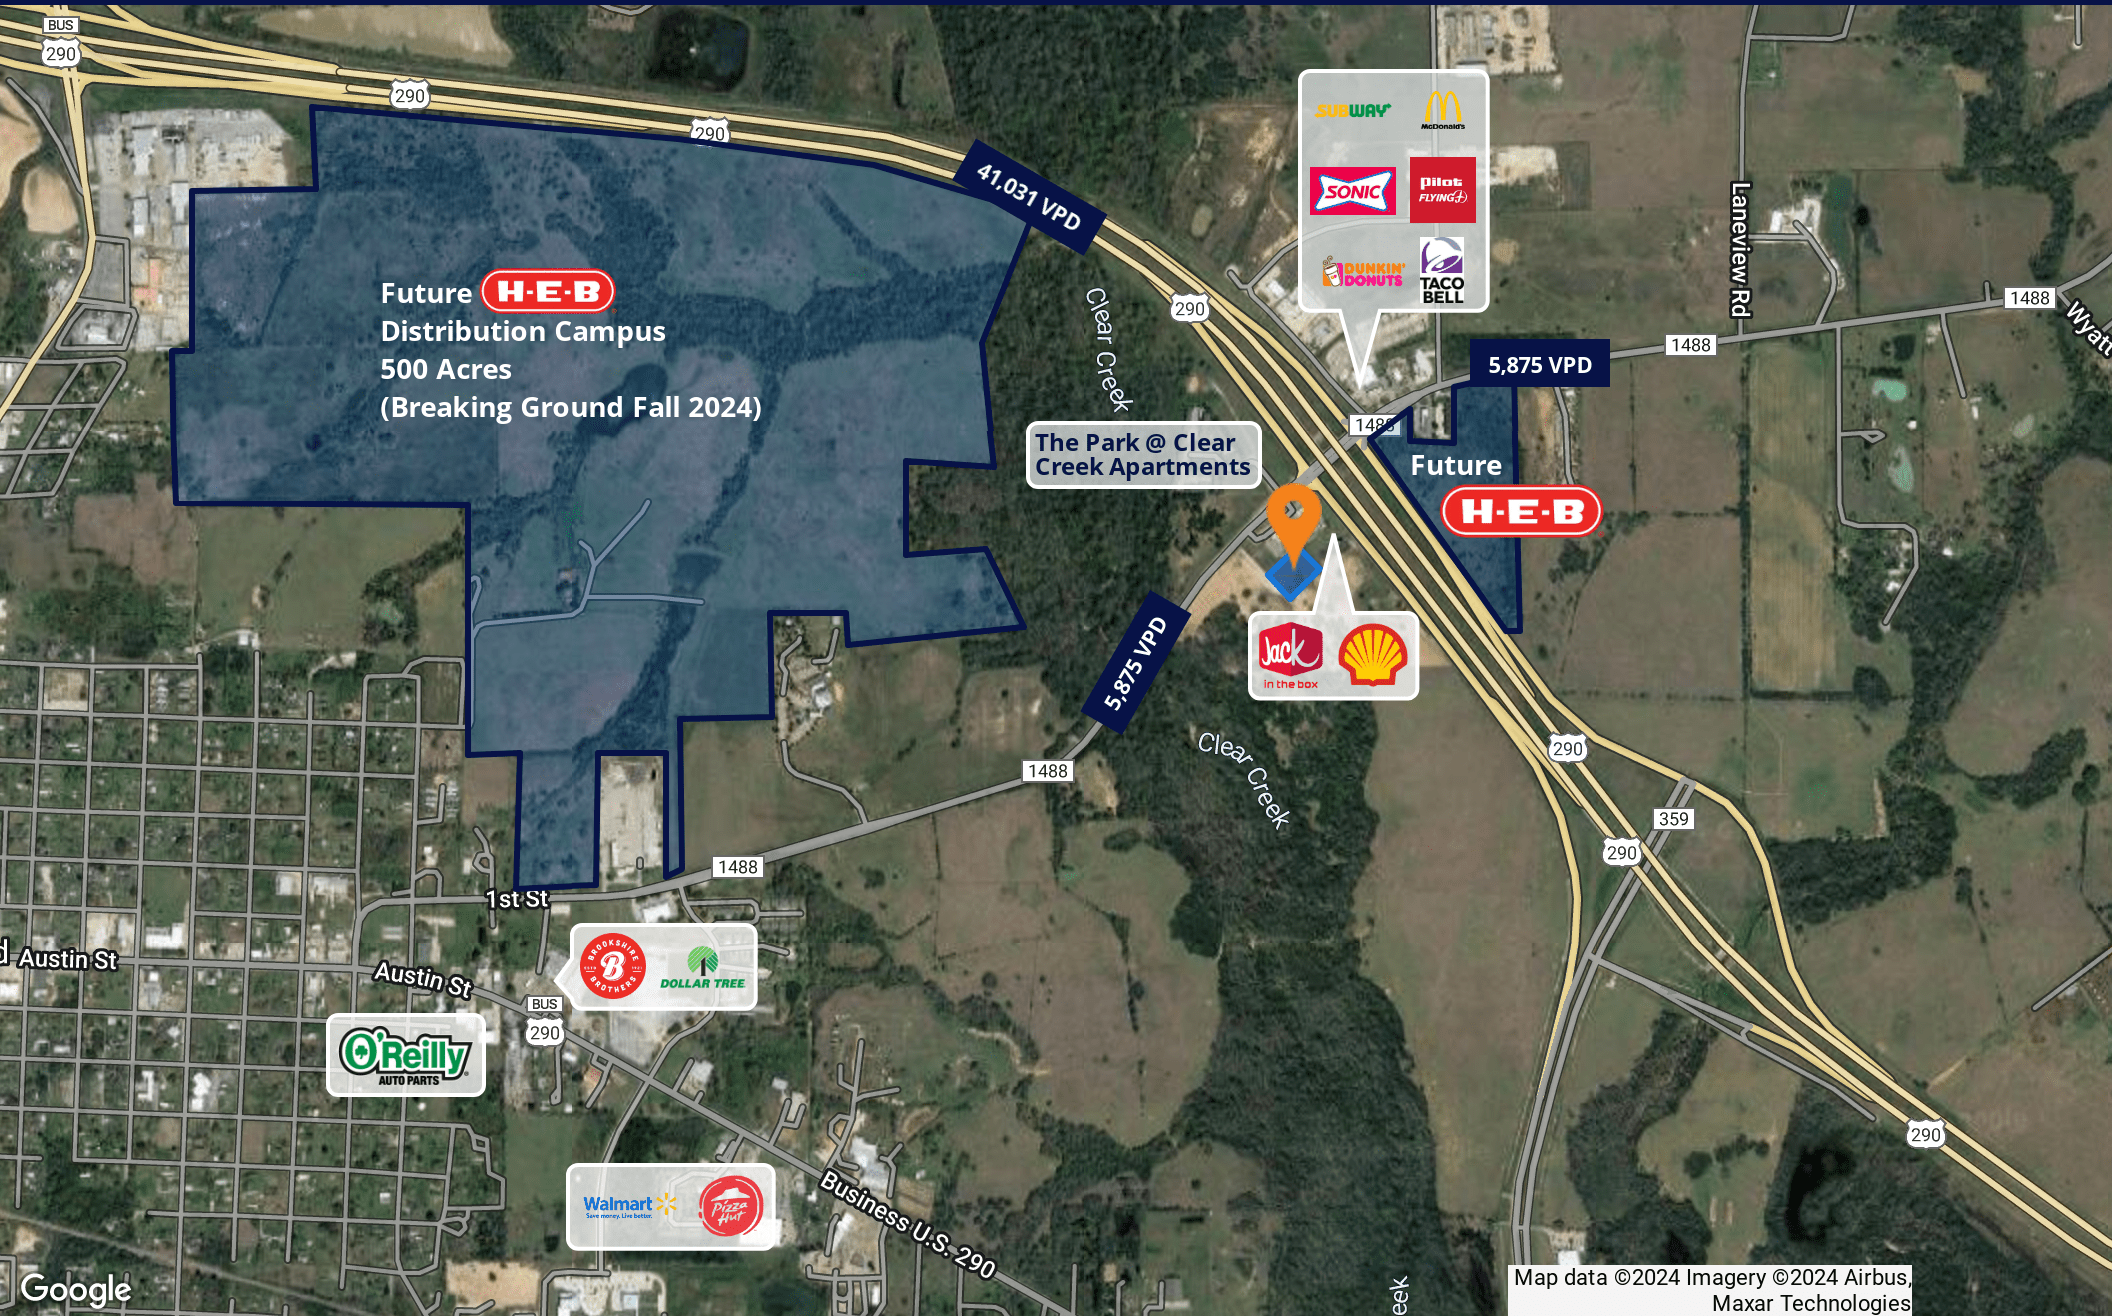 BUS
290
290
290
41,031 VPD
SUBWAY
McDonald's
SONIC
Pilot
FLYING J
DUNKIN'
DONUTS
TACO
BELL
Laneview Rd
1488
Wyatt
1488
5,875 VPD
290
Clear Creek
Future H-E-B
Distribution Campus
500 Acres
(Breaking Ground Fall 2024)
1488
The Park @ Clear
Creek Apartments
Future
H-E-B
5,875 VPD
Jack
in the box
Clear Creek
1488
290
359
290
1488
1st St
Austin St
Austin St
BROOKSHIRE
B
BROTHERS
DOLLAR TREE
BUS
290
O'Reilly
AUTO PARTS
Walmart
Save money. Live better.
Pizza
Hut
Business U.S. 290
290
eek
Google
Map data ©2024 Imagery ©2024 Airbus,
Maxar Technologies